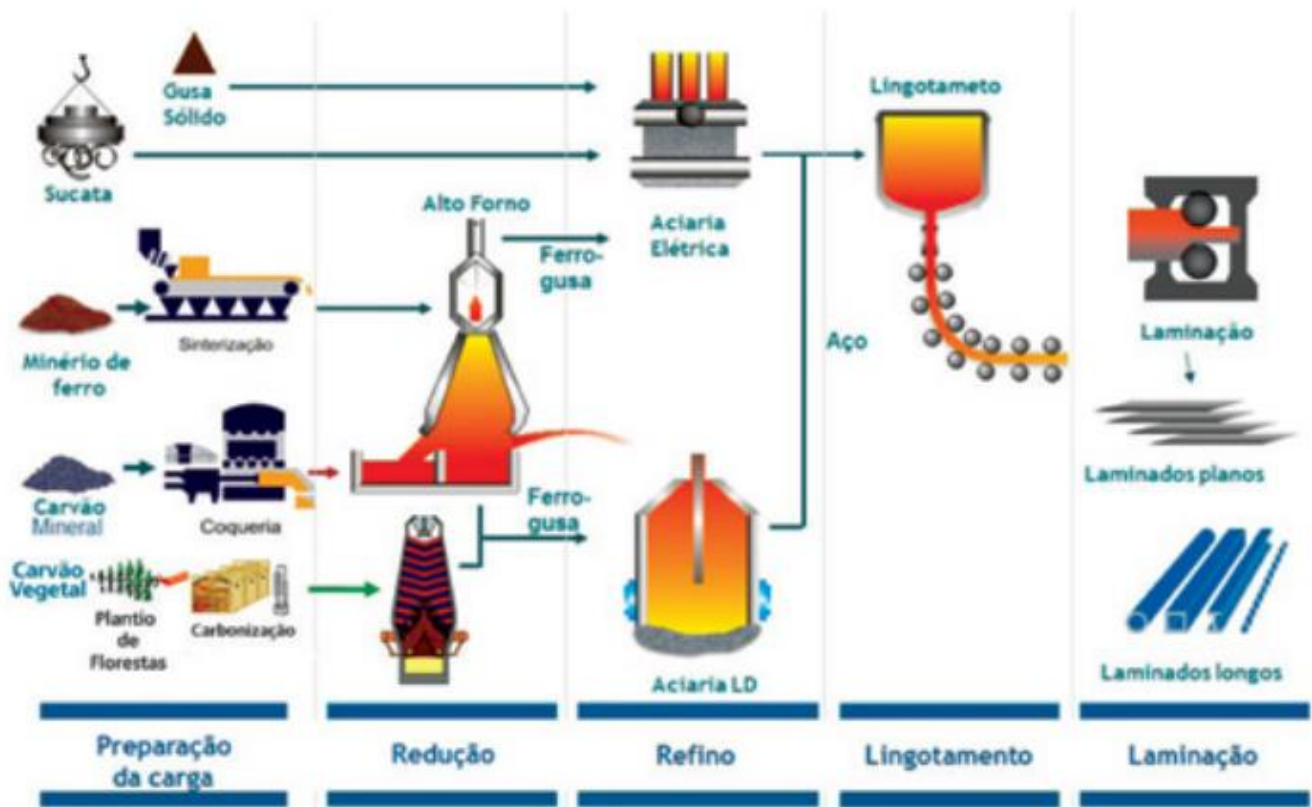 Gusa
Sólido
Sucata
Minério de
ferro
Sinterização
Carvão
Mineral
Coqueria
Carvão
Vegetal
Plantio
de
Florestas
Carbonização
Alto Forno
Ferro-
gusa
Ferro-
gusa
Aciaria
Elétrica
Aciaria LD
Aço
Lingotameto
Laminação
Laminados planos
Laminados longos
Preparação
da carga
Redução
Refino
Lingotamento
Laminação